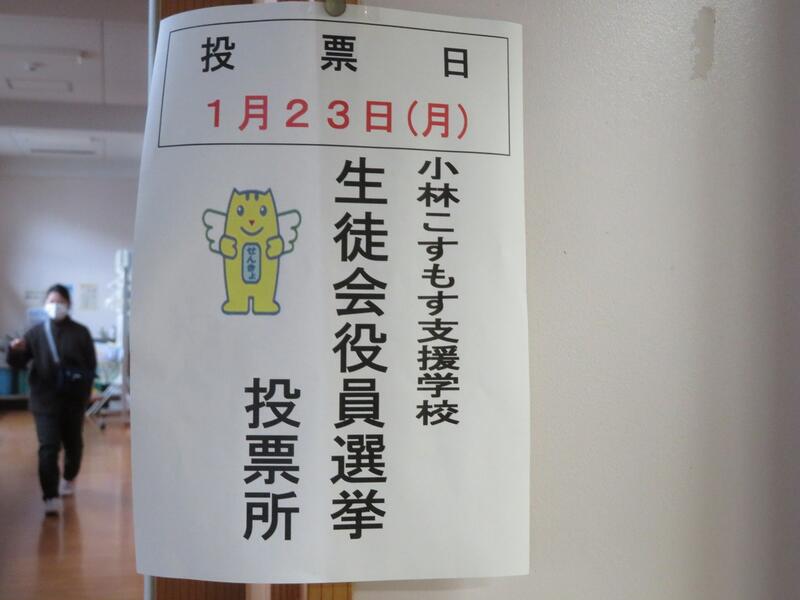 投票日
1月23日(月)
小林こすもす支援学校
生徒会役員選挙
投票所
せんきょ